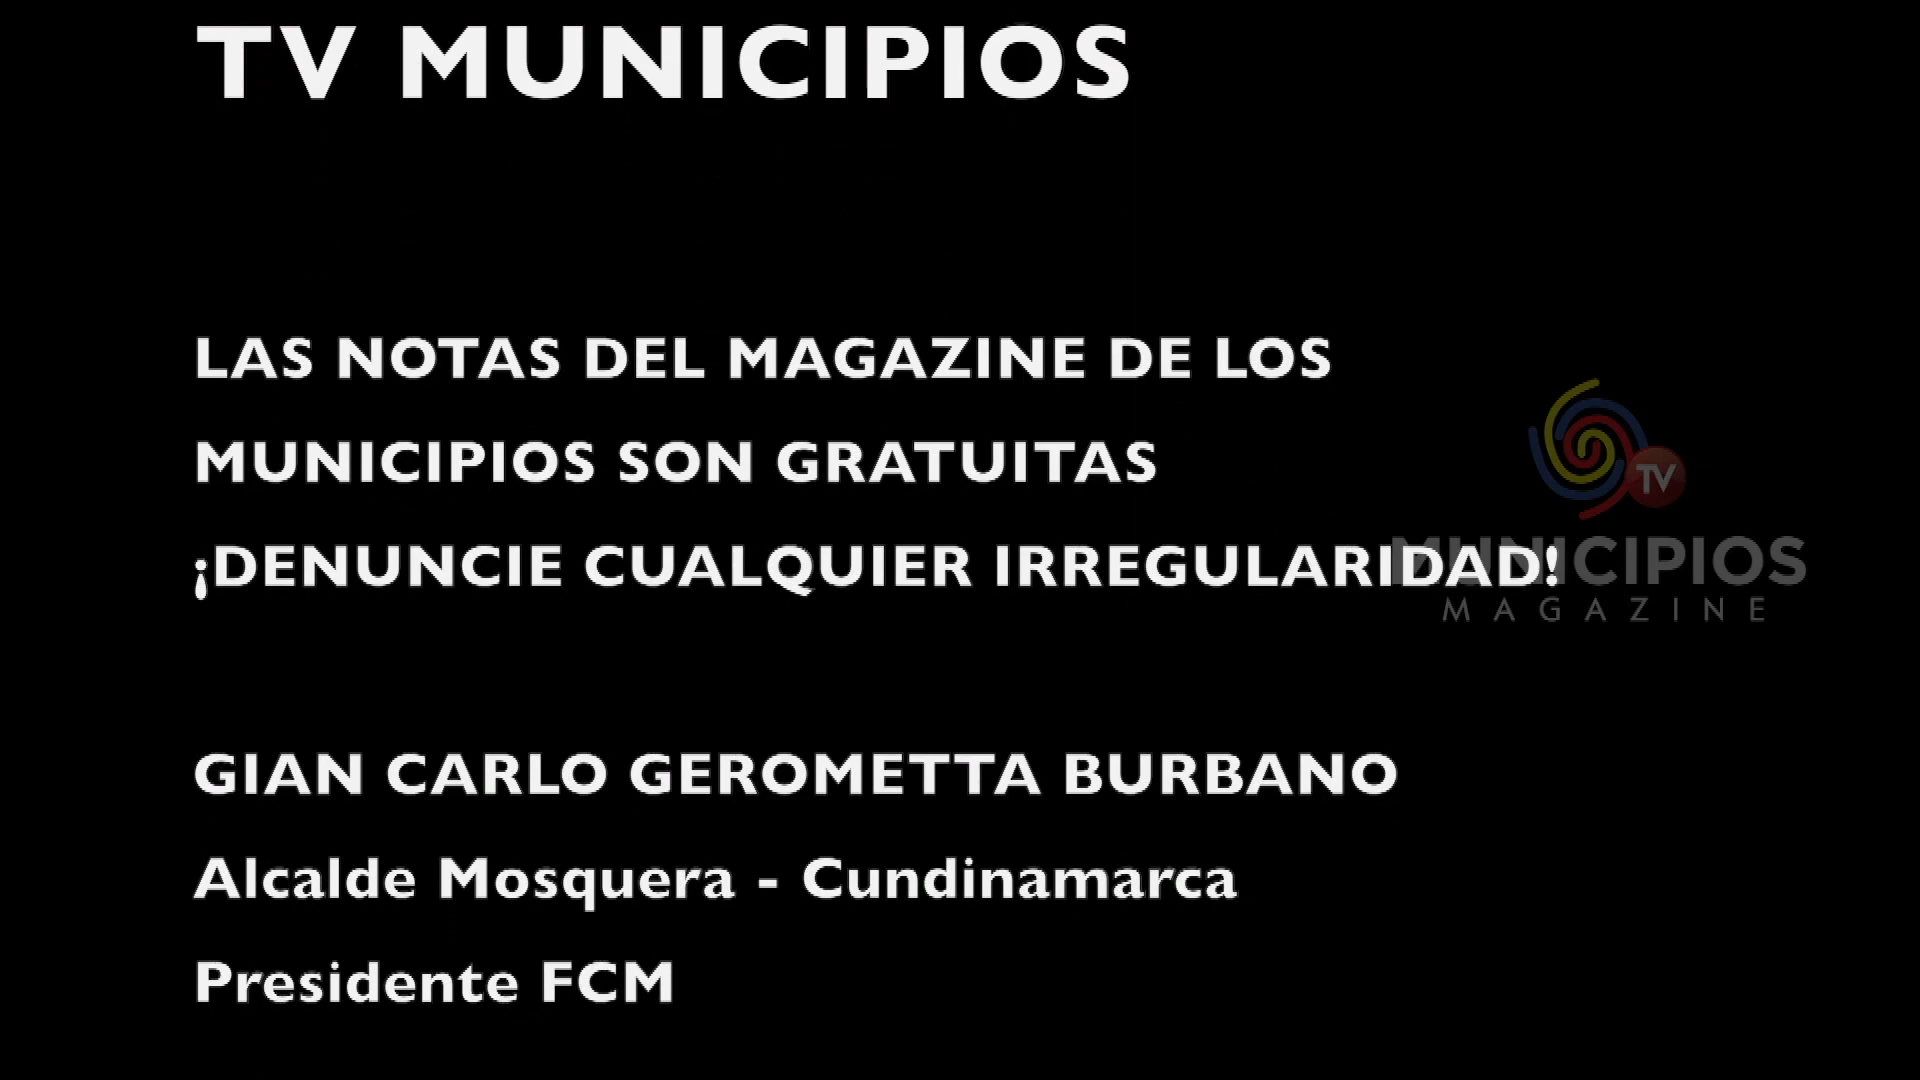 TV MUNICIPIOS
LAS NOTAS DEL MAGAZINE DE LOS
MUNICIPIOS SON GRATUITAS
¡DENUNCIE CUALQUIER IRREGULARIDAD!
TV
MUNICIPIOS
MAGAZINE
GIAN CARLO GEROMETTA BURBANO
Alcalde Mosquera - Cundinamarca
Presidente FCM